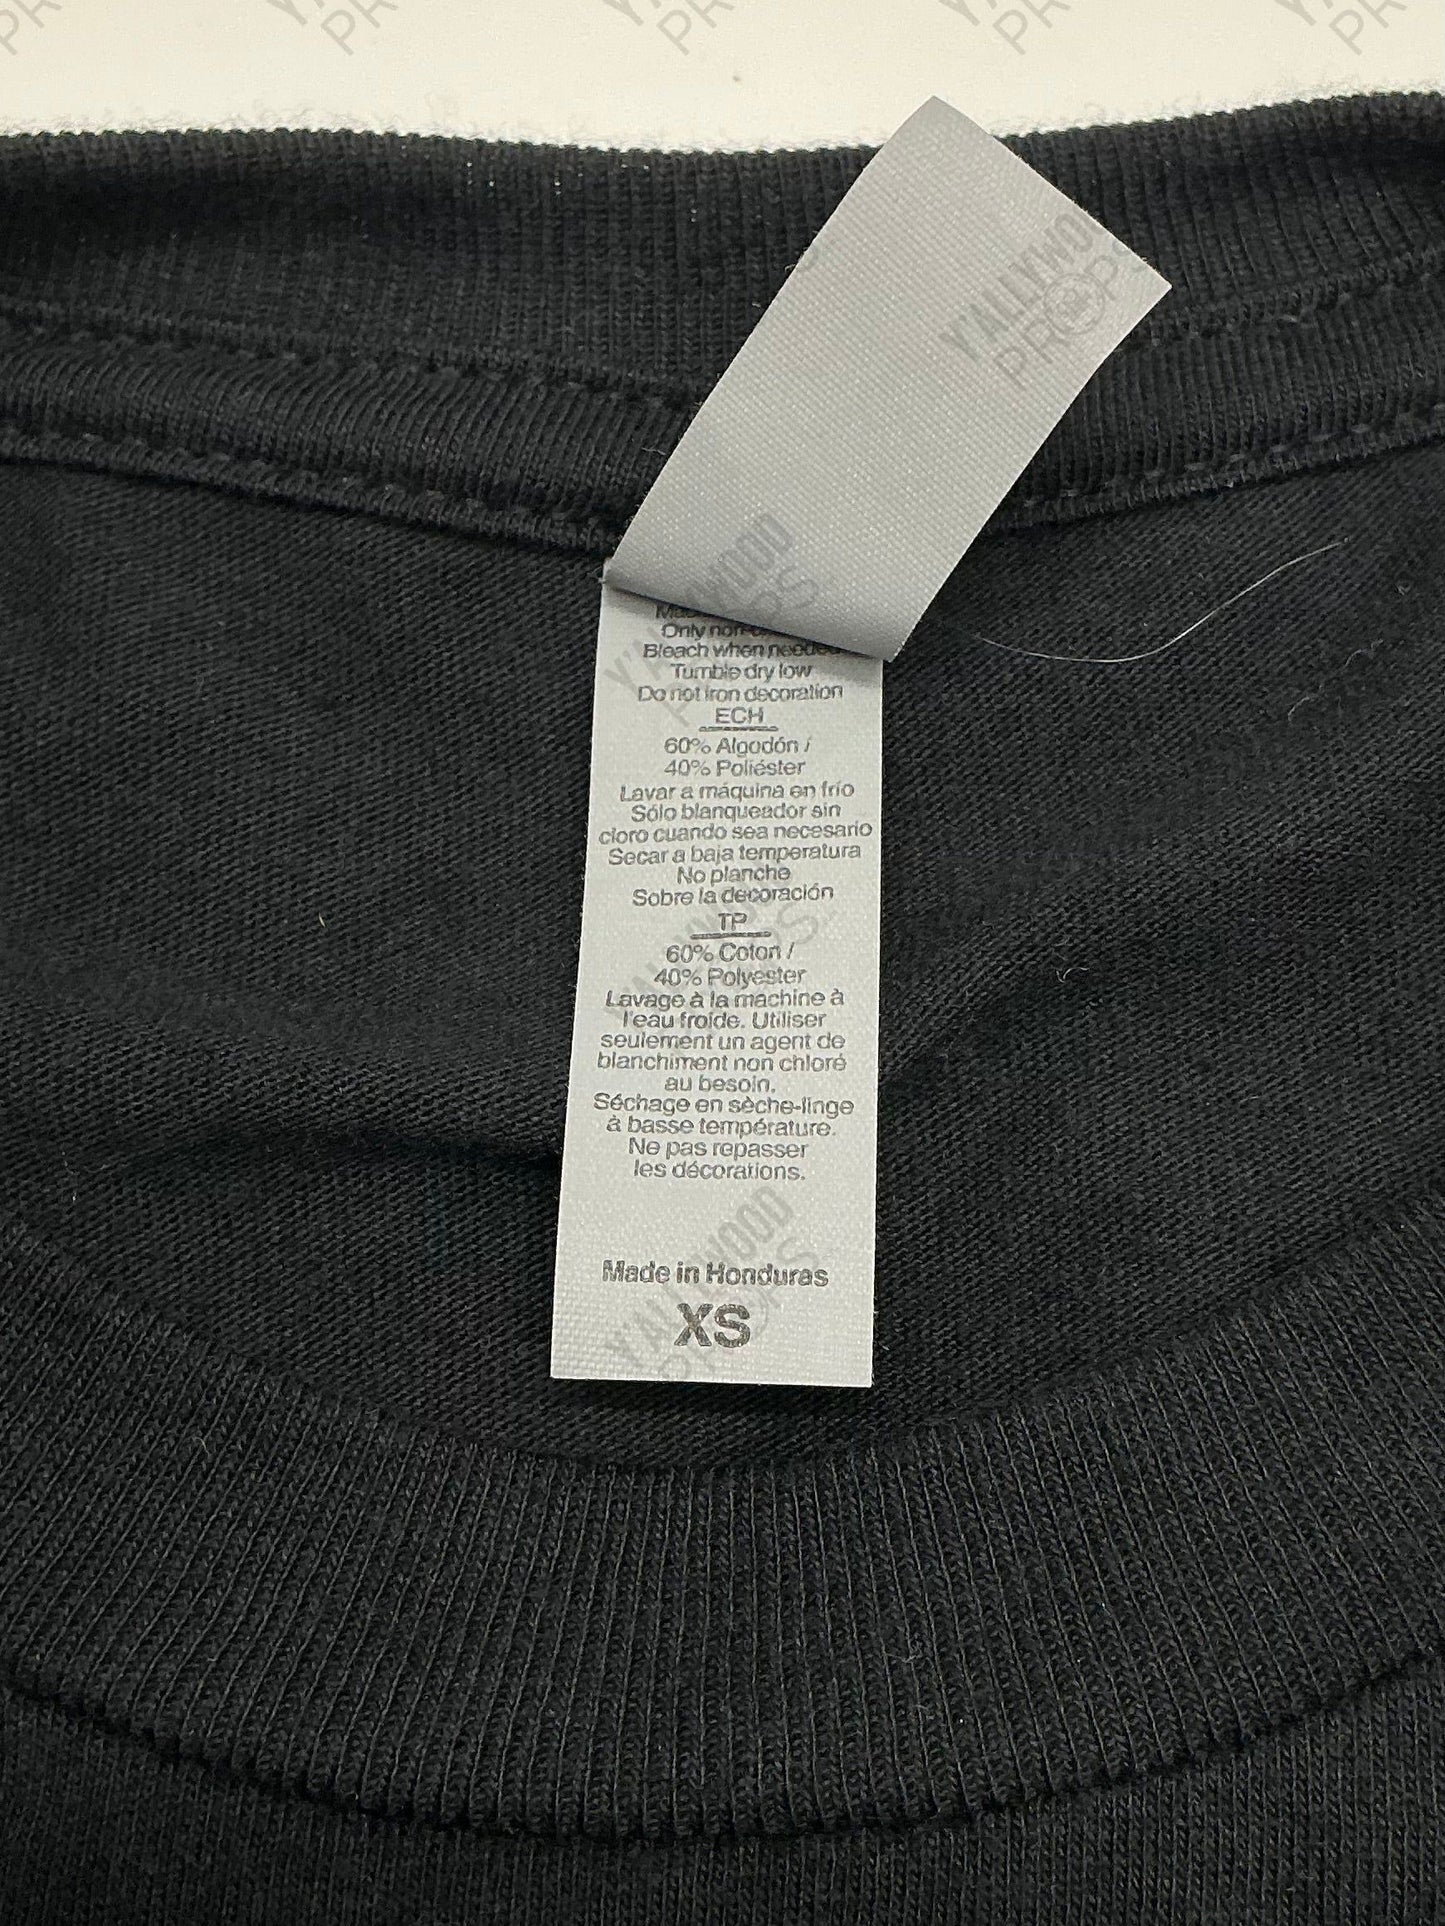 Only non-
Bleach when needed
Tumble dry low
Do not iron decoration
ECH
60% Algodón /
40% Poliéster
Lavar a máquina en frío
Sólo blanqueador sin
cloro cuando sea necesario
Secar a baja temperatura
No planche
Sobre la decoración
TP
60% Coton /
40% Polyester
Lavage à la machine à
l'eau froide. Utiliser
seulement un agent de
blanchiment non chloré
au besoin.
Séchage en sèche-linge
à basse température.
Ne pas repasser
les décorations.
Made in Honduras
XS
Y'ALLYWOOD
PROPS